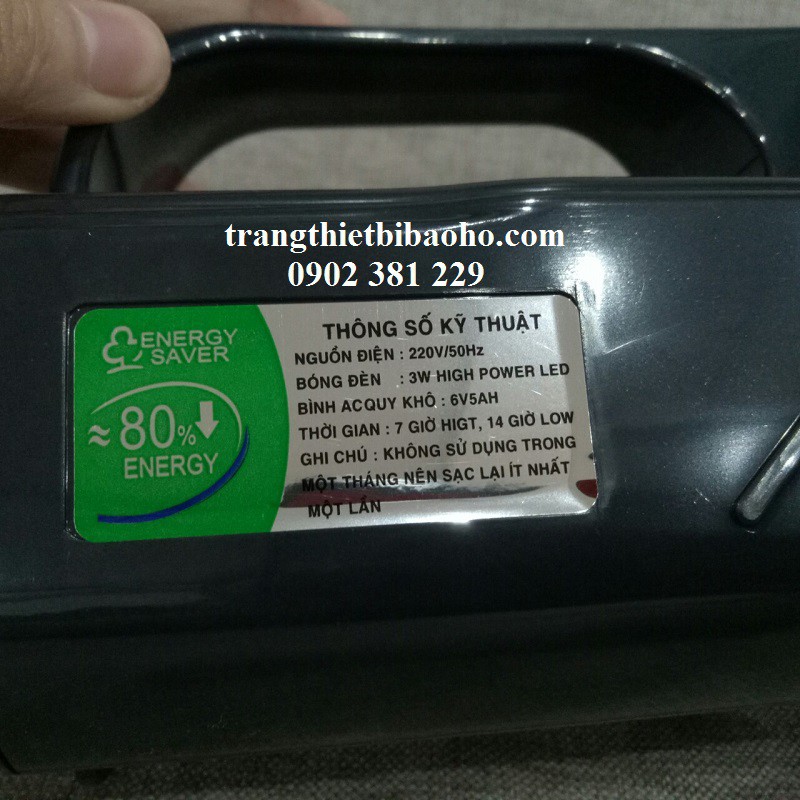 trangthietbibaoho.com
0902 381 229
ENERGY
SAVER
≈80%
ENERGY
THÔNG SỐ KỸ THUẬT
NGUỒN ĐIỆN : 220V/50Hz
BÓNG ĐÈN : 3W HIGH POWER LED
BÌNH ACQUY KHÔ : 6V5AH
THỜI GIAN : 7 GIỜ HIGT, 14 GIỜ LOW
GHI CHÚ : KHÔNG SỬ DỤNG TRONG
MỘT THÁNG NÊN SẠC LẠI ÍT NHẤT
MỘT LẦN